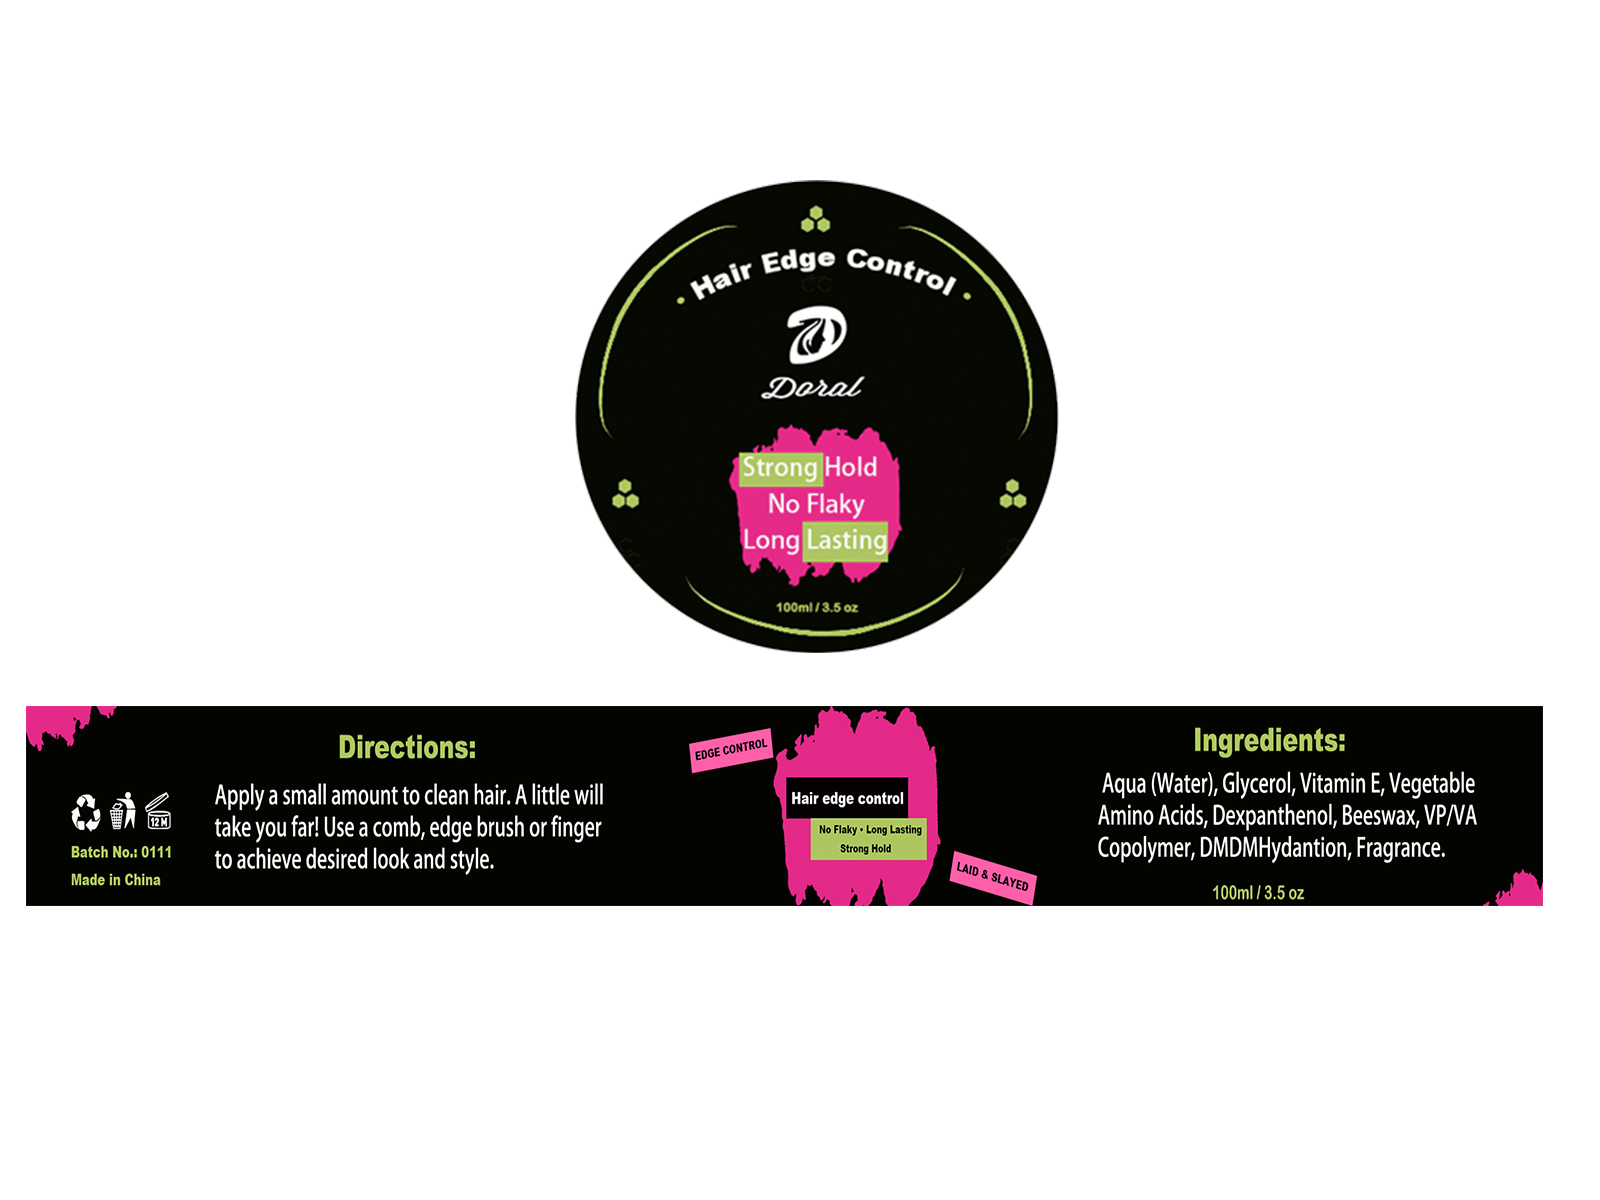 Hair Edge Control
Doral
Strong Hold
No Flaky
Long Lasting
100ml / 3.5 oz
Directions:
Apply a small amount to clean hair. A little will
take you far! Use a comb, edge brush or finger
to achieve desired look and style.
12 M
Batch No.: 0111
Made in China
EDGE CONTROL
Hair edge control
No Flaky • Long Lasting
Strong Hold
LAID & SLAYED
Ingredients:
Aqua (Water), Glycerol, Vitamin E, Vegetable
Amino Acids, Dexpanthenol, Beeswax, VP/VA
Copolymer, DMDMHydantion, Fragrance.
100ml / 3.5 oz